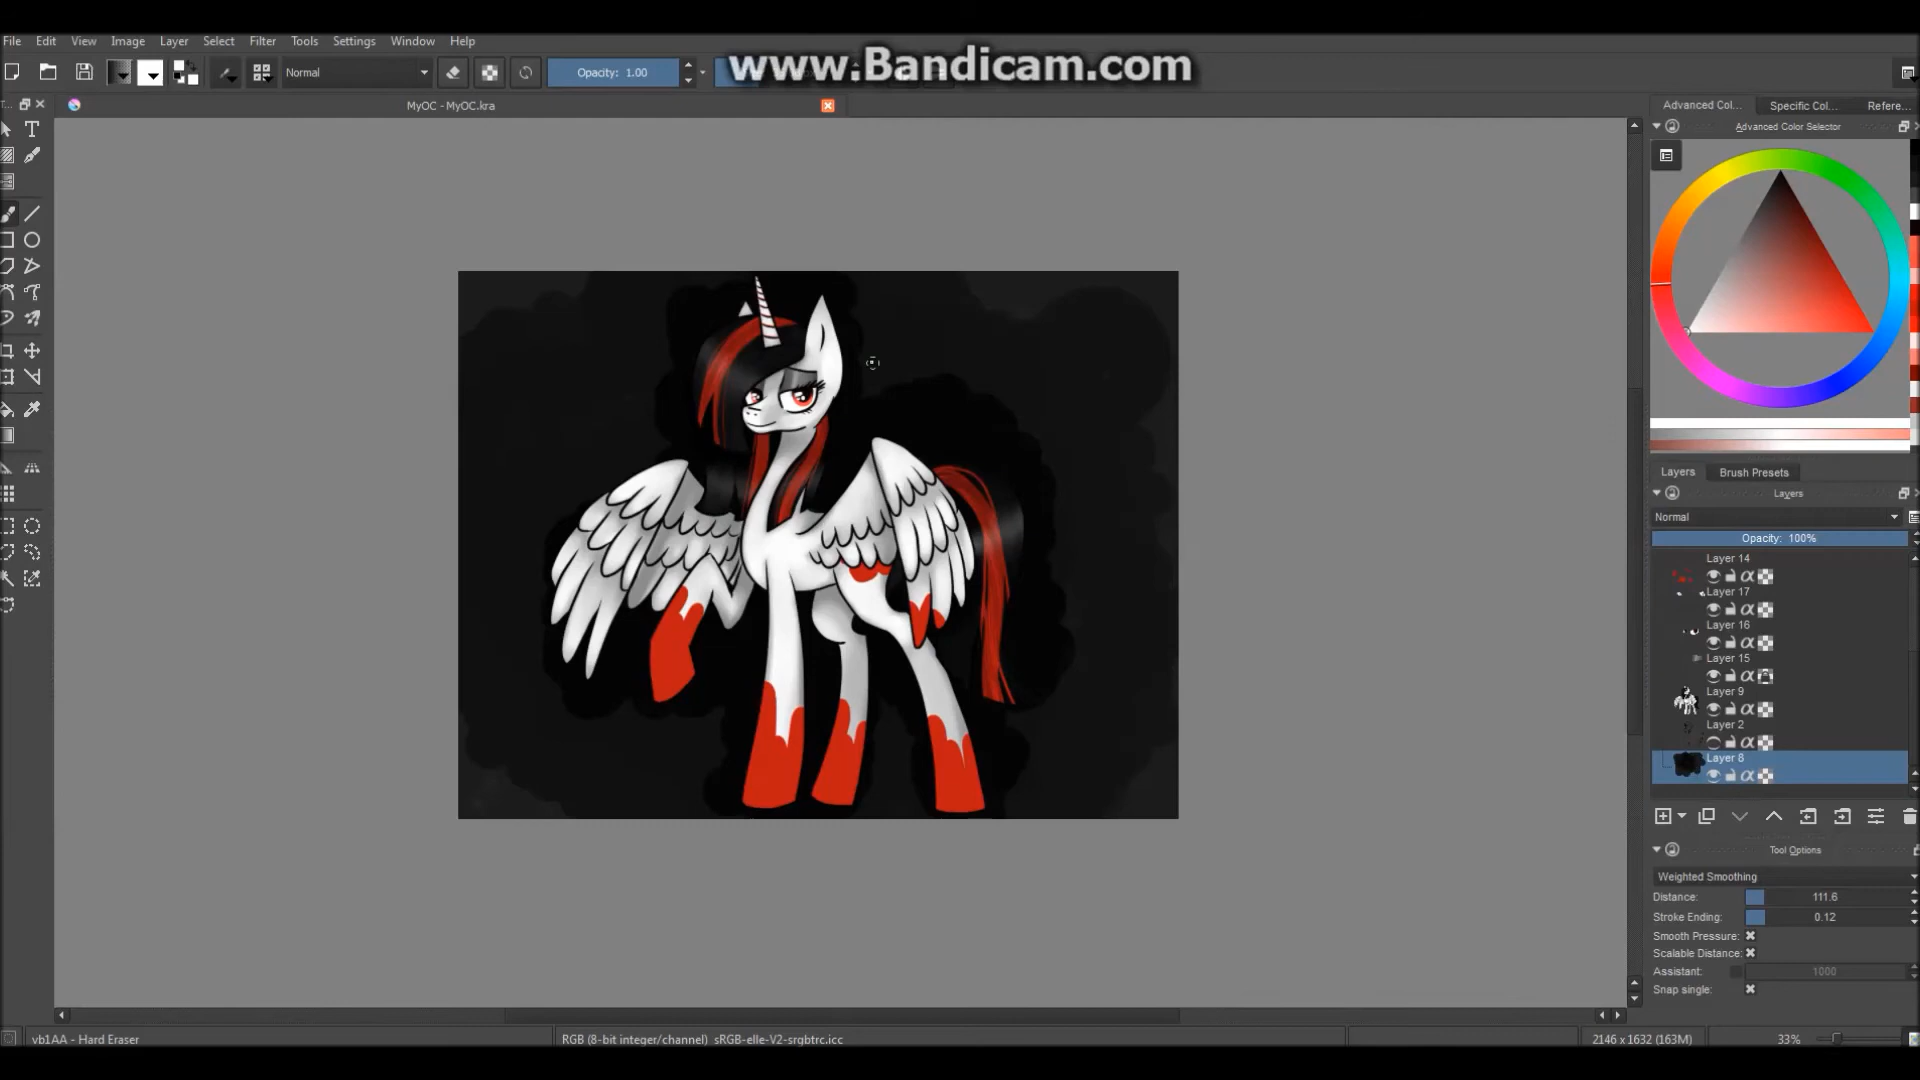 www.Bandicam.com
File Edit View Image Layer Select Filter Tools Settings Window Help
Normal Opacity: 1.00
MyOC - MyOC.kra
Advanced Col... Specific Col... Refere...
Advanced Color Selector
Layers Brush Presets
Layers
Normal
Opacity: 100%
Layer 14
Layer 17
Layer 16
Layer 15
Layer 9
Layer 2
Layer 8
Tool Options
Weighted Smoothing
Distance: 111.6
Stroke Ending: 0.12
Smooth Pressure:
Scalable Distance:
Assistant: 1000
Snap single:
vb1AA - Hard Eraser RGB (8-bit integer/channel) sRGB-elle-V2-srgbtrc.icc 2146 x 1632 (163M) 33%